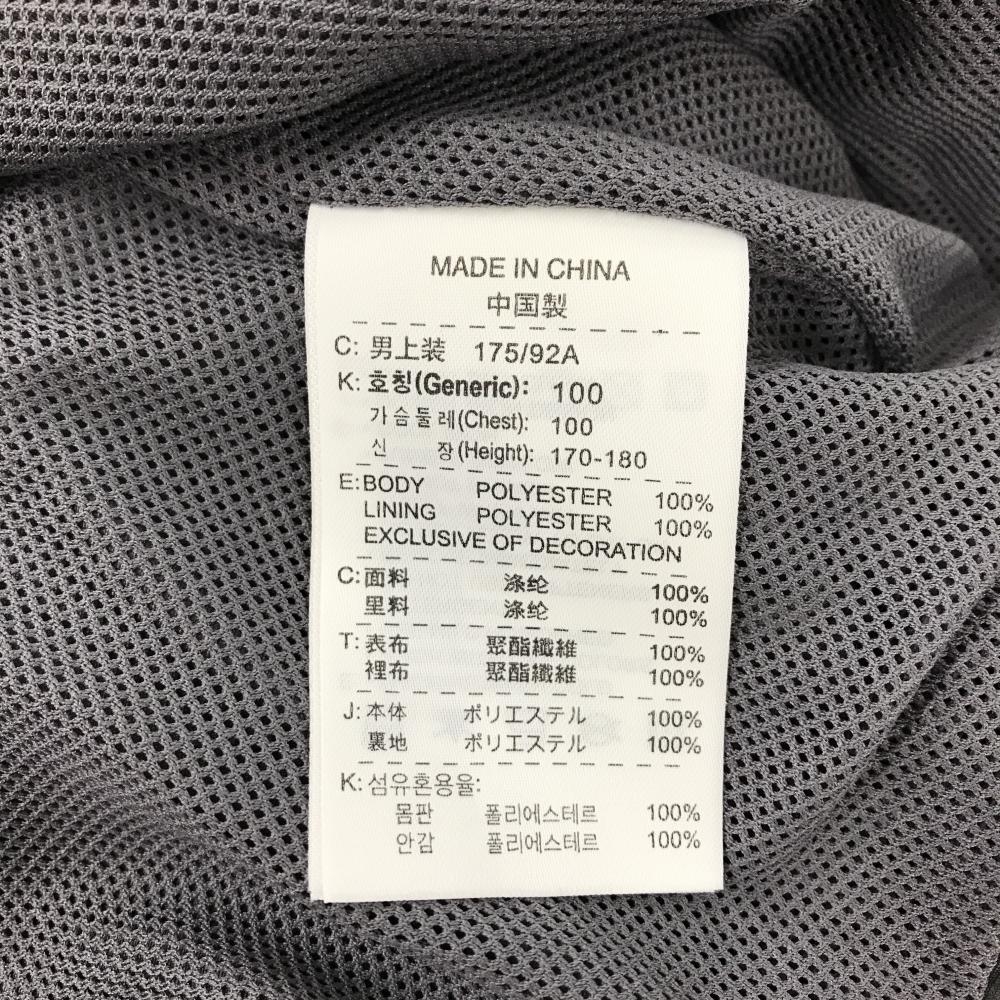 MADE IN CHINA
中国製
C: 男上装 175/92A
K: 호칭(Generic): 100
가슴둘레(Chest): 100
신 장(Height): 170-180
E: BODY POLYESTER 100%
LINING POLYESTER 100%
EXCLUSIVE OF DECORATION
C: 面料 涤纶 100%
里料 涤纶 100%
T: 表布 聚酯纖維 100%
裡布 聚酯纖維 100%
J: 本体 ポリエステル 100%
裏地 ポリエステル 100%
K: 섬유혼용율:
몸판 폴리에스테르 100%
안감 폴리에스테르 100%